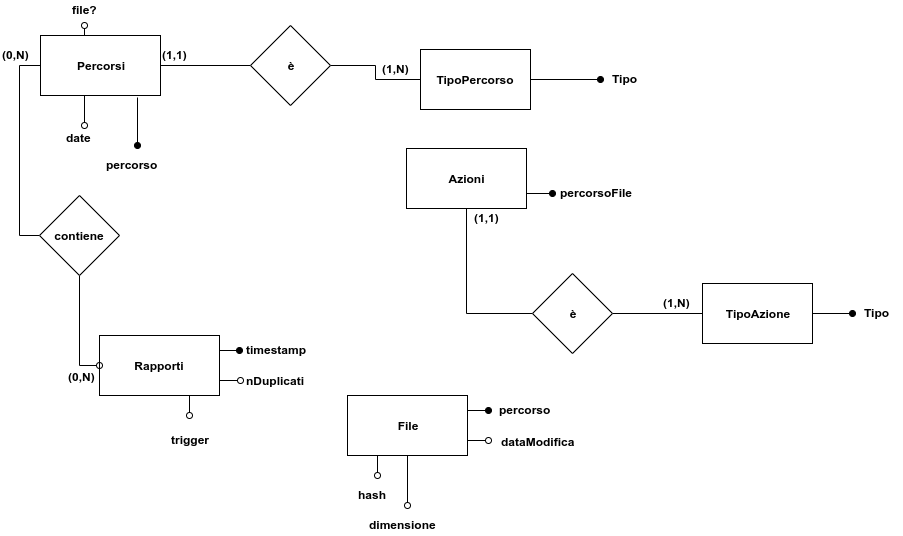 file?
(0,N)
Percorsi
(1,1)
è
(1,N)
TipoPercorso
Tipo
date
percorso
Azioni
percorsoFile
(1,1)
contiene
è
(1,N)
TipoAzione
Tipo
Rapporti
timestamp
nDuplicati
(0,N)
trigger
File
percorso
dataModifica
hash
dimensione